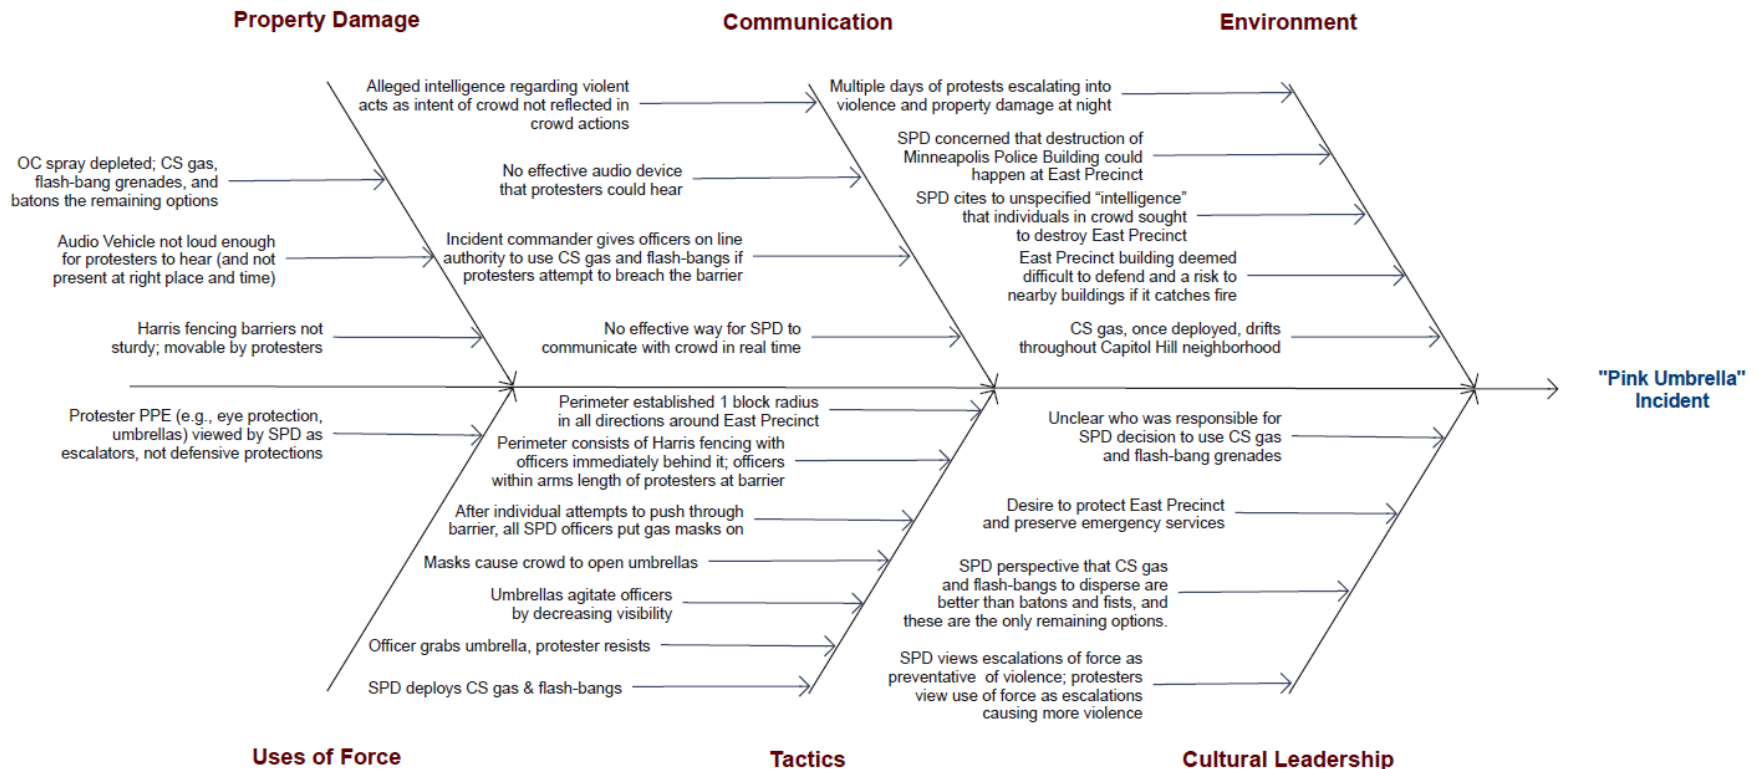 Property Damage
Communication
Environment
Alleged intelligence regarding violent
acts as intent of crowd not reflected in
crowd actions
Multiple days of protests escalating into
violence and property damage at night
OC spray depleted; CS gas,
flash-bang grenades, and
batons the remaining options
No effective audio device
that protesters could hear
SPD concerned that destruction of
Minneapolis Police Building could
happen at East Precinct
SPD cites to unspecified “intelligence”
that individuals in crowd sought
to destroy East Precinct
Audio Vehicle not loud enough
for protesters to hear (and not
present at right place and time)
Incident commander gives officers on line
authority to use CS gas and flash-bangs if
protesters attempt to breach the barrier
East Precinct building deemed
difficult to defend and a risk to
nearby buildings if it catches fire
Harris fencing barriers not
sturdy; movable by protesters
No effective way for SPD to
communicate with crowd in real time
CS gas, once deployed, drifts
throughout Capitol Hill neighborhood
"Pink Umbrella"
Incident
Protester PPE (e.g., eye protection,
umbrellas) viewed by SPD as
escalators, not defensive protections
Perimeter established 1 block radius
in all directions around East Precinct
Perimeter consists of Harris fencing with
officers immediately behind it; officers
within arms length of protesters at barrier
After individual attempts to push through
barrier, all SPD officers put gas masks on
Masks cause crowd to open umbrellas
Umbrellas agitate officers
by decreasing visibility
Officer grabs umbrella, protester resists
SPD deploys CS gas & flash-bangs
Unclear who was responsible for
SPD decision to use CS gas
and flash-bang grenades
Desire to protect East Precinct
and preserve emergency services
SPD perspective that CS gas
and flash-bangs to disperse are
better than batons and fists, and
these are the only remaining options.
SPD views escalations of force as
preventative of violence; protesters
view use of force as escalations
causing more violence
Uses of Force
Tactics
Cultural Leadership